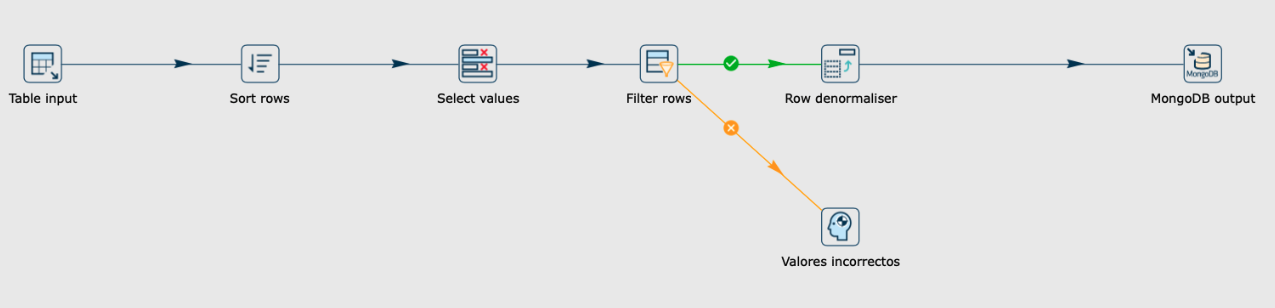 Table input
Sort rows
Select values
Filter rows
Row denormaliser
MongoDB
MongoDB output
Valores incorrectos